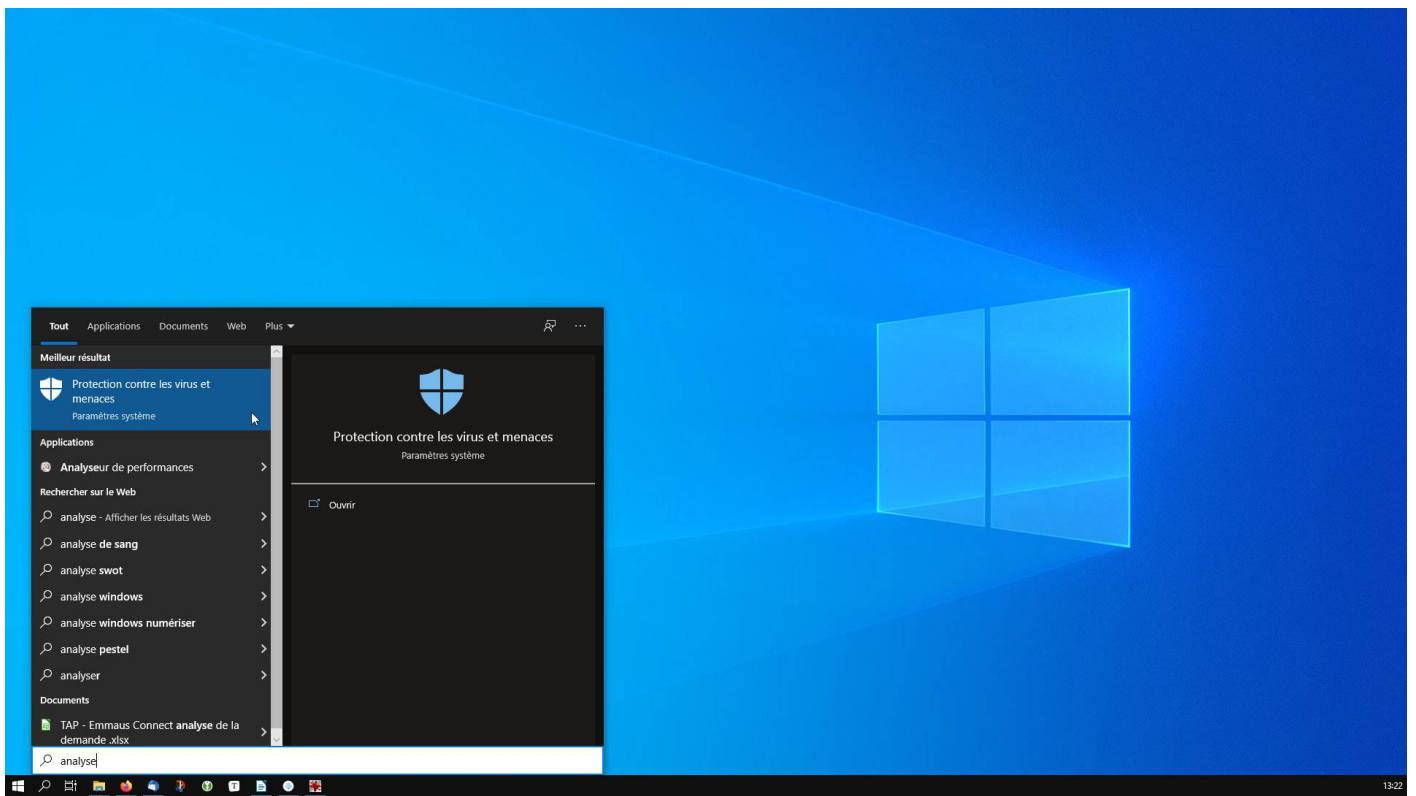 Tout Applications Documents Web Plus
Meilleur résultat
Protection contre les virus et
menaces
Paramètres système
Applications
Analyseur de performances
Rechercher sur le Web
analyse - Afficher les résultats Web
analyse de sang
analyse swot
analyse windows
analyse windows numériser
analyse pestel
analyser
Documents
TAP - Emmaus Connect analyse de la
demande .xlsx
analyse
Protection contre les virus et menaces
Paramètres système
Ouvrir
T
13:22